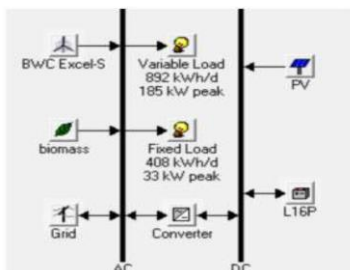 BWC Excel-S
Variable Load
892 kWh/d
185 kW peak
PV
biomass
Fixed Load
408 kWh/d
33 kW peak
L16P
Grid
Converter
AC
DC